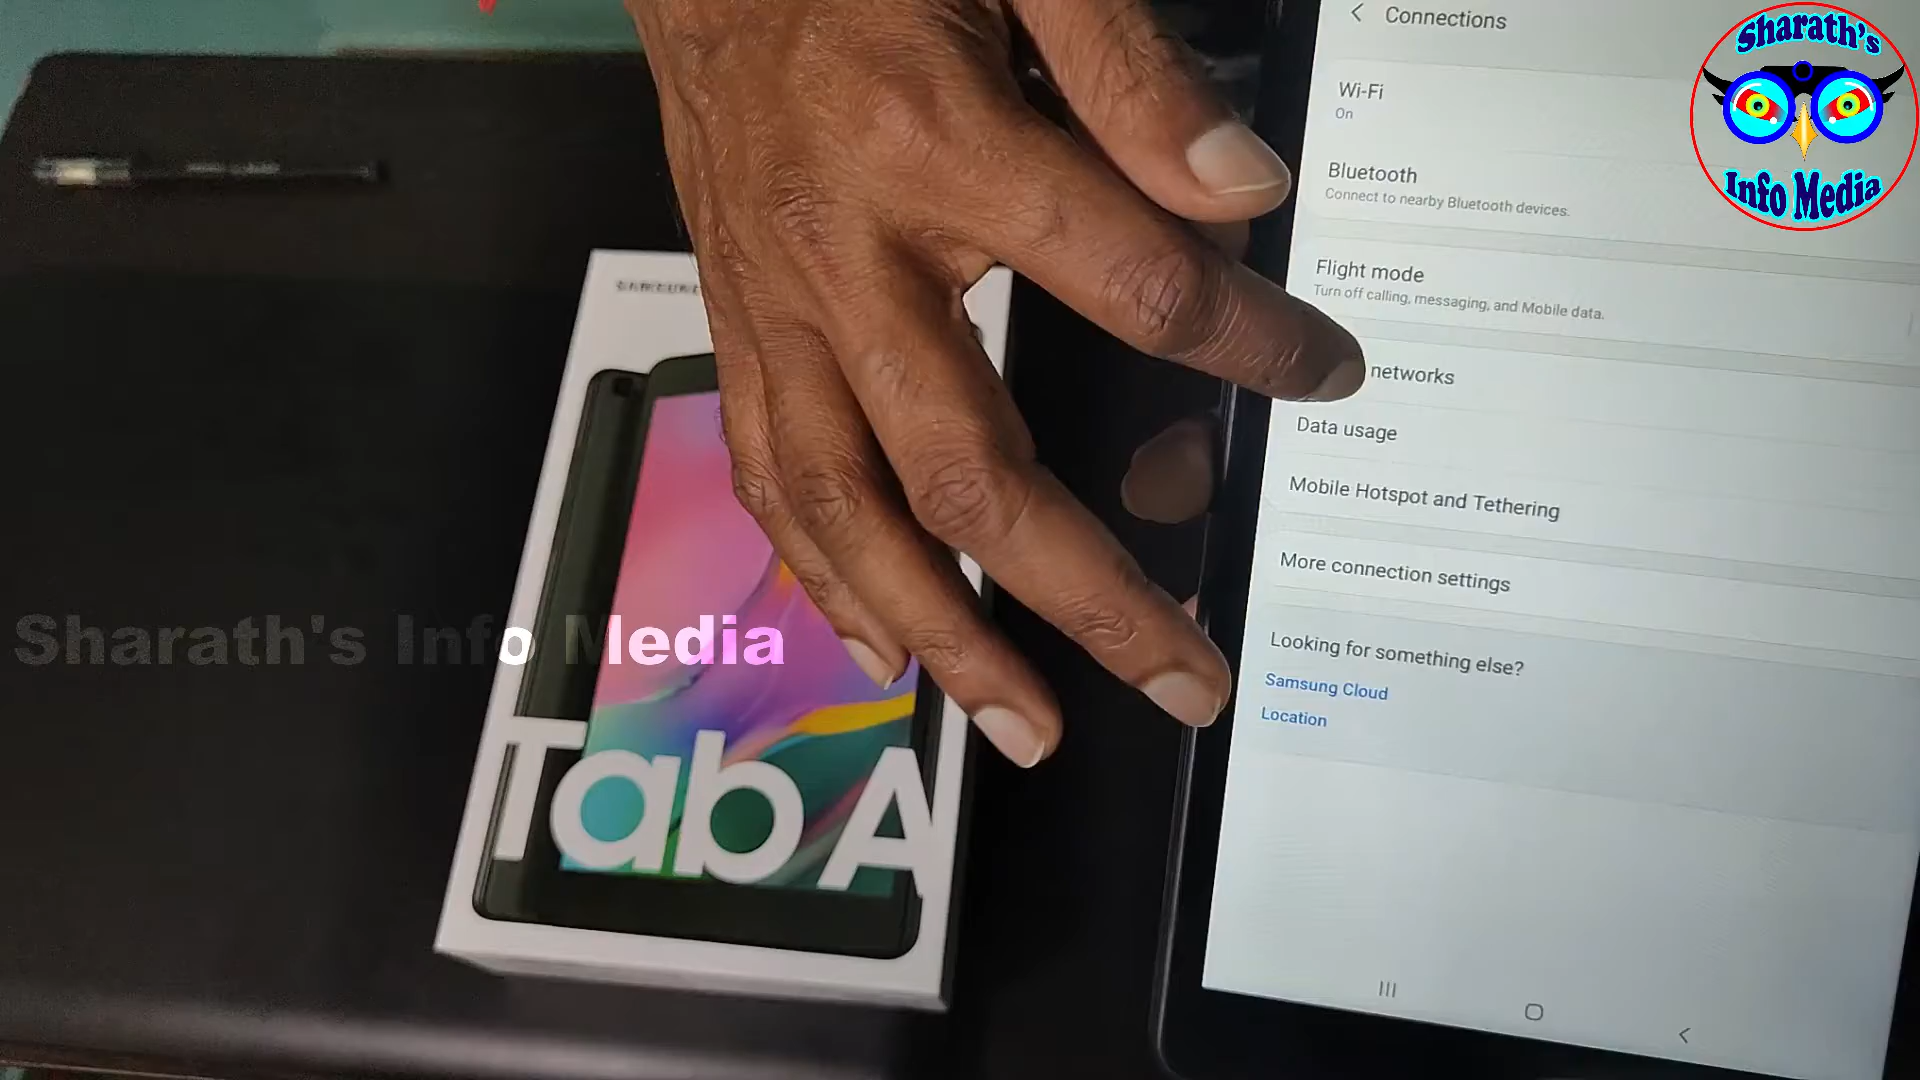 Connections
Wi-Fi
On
Bluetooth
Connect to nearby Bluetooth devices.
Flight mode
Turn off calling, messaging, and Mobile data.
networks
Data usage
Mobile Hotspot and Tethering
More connection settings
Looking for something else?
Samsung Cloud
Location
Sharath's
Info Media
Sharath's Info Media
Tab A